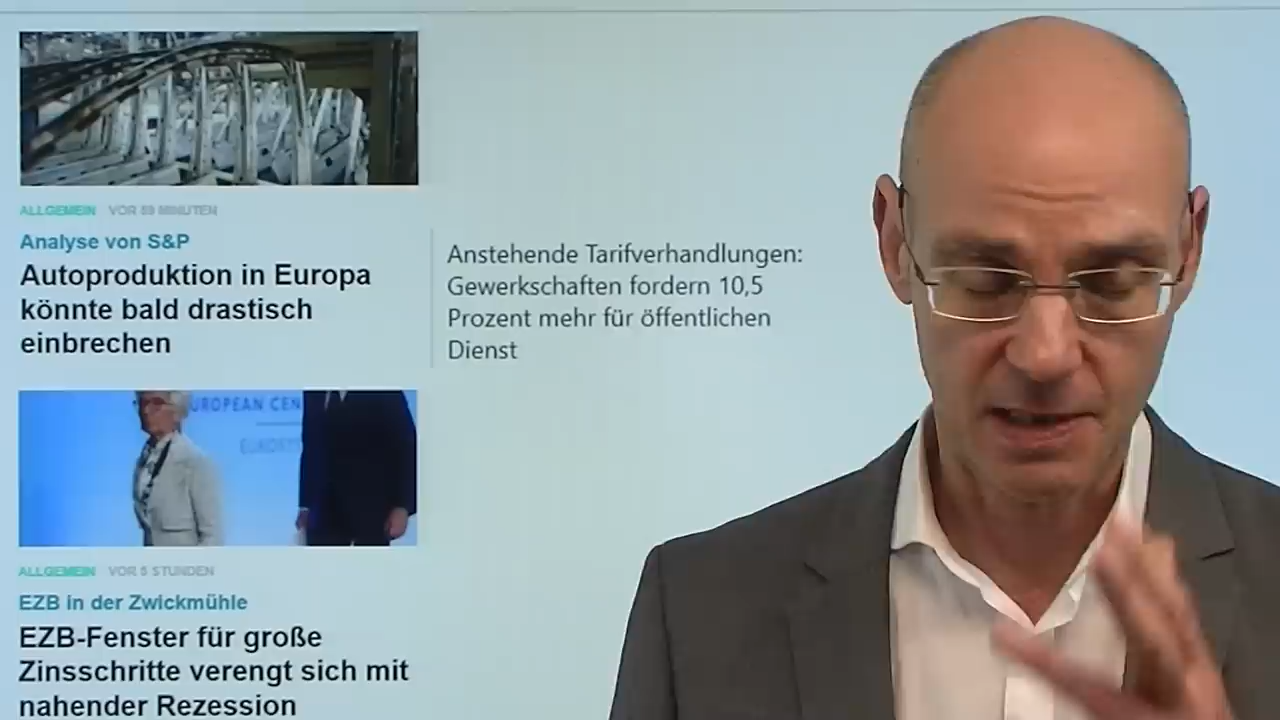 ALLGEMEIN VOR 59 MINUTEN
Analyse von S&P
Autoproduktion in Europa
könnte bald drastisch
einbrechen
Anstehende Tarifverhandlungen:
Gewerkschaften fordern 10,5
Prozent mehr für öffentlichen
Dienst
UROPEAN CEN
ALLGEMEIN VOR 5 STUNDEN
EZB in der Zwickmühle
EZB-Fenster für große
Zinsschritte verengt sich mit
nahender Rezession